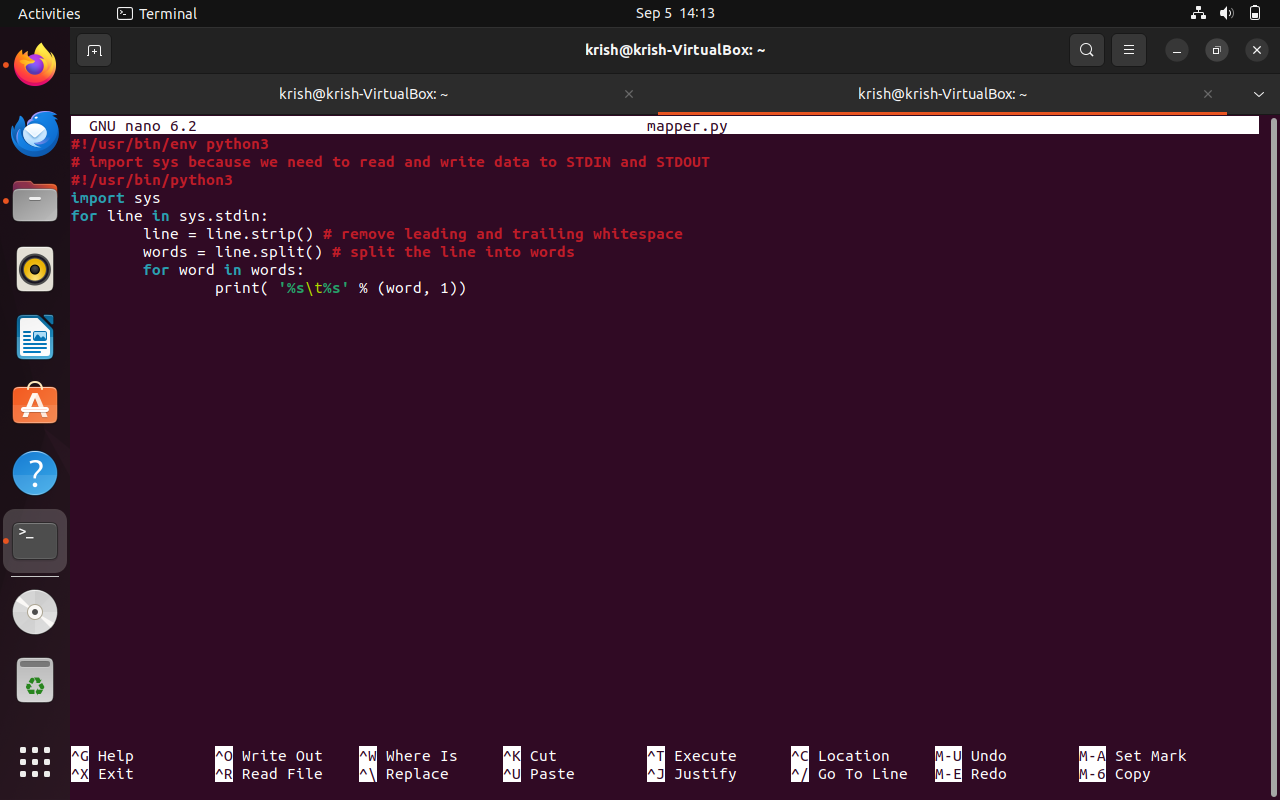 Activities Terminal Sep 5 14:13
krish@krish-VirtualBox: ~
krish@krish-VirtualBox: ~ × krish@krish-VirtualBox: ~ ×
GNU nano 6.2 mapper.py
#!/usr/bin/env python3
# import sys because we need to read and write data to STDIN and STDOUT
#!/usr/bin/python3
import sys
for line in sys.stdin:
        line = line.strip() # remove leading and trailing whitespace
        words = line.split() # split the line into words
        for word in words:
                print( '%s\t%s' % (word, 1))
^G Help ^O Write Out ^W Where Is ^K Cut ^T Execute ^C Location M-U Undo M-A Set Mark
^X Exit ^R Read File ^\ Replace ^U Paste ^J Justify ^/ Go To Line M-E Redo M-6 Copy